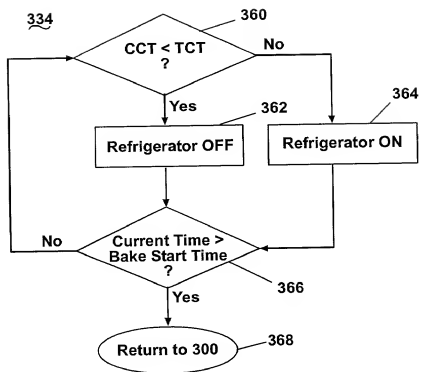 334
360
CCT < TCT
?
No
Yes
362
364
Refrigerator OFF
Refrigerator ON
No
Current Time >
Bake Start Time
?
366
Yes
Return to 300
368